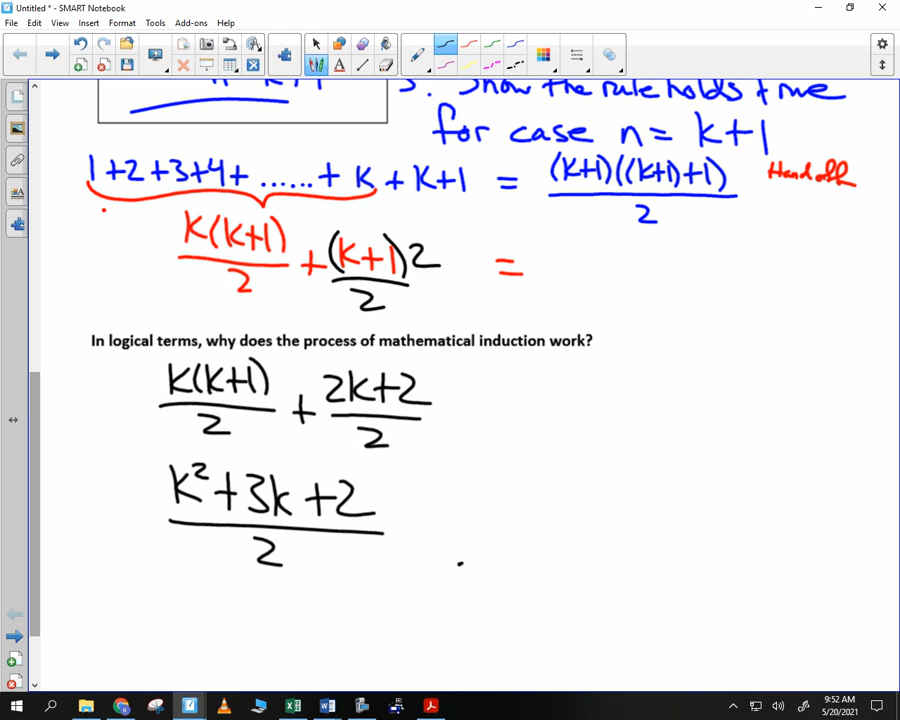 Untitled * - SMART Notebook
File Edit View Insert Format Tools Add-ons Help
3. Show the rule holds true
for case n = k+1
1+2+3+4+ ...... + k + k+1 = (k+1)((k+1)+1)/2 Hands off
k(k+1)/2 + (k+1)2/2 =
In logical terms, why does the process of mathematical induction work?
k(k+1)/2 + 2k+2/2
k²+3k+2/2
9:52 AM
5/20/2021